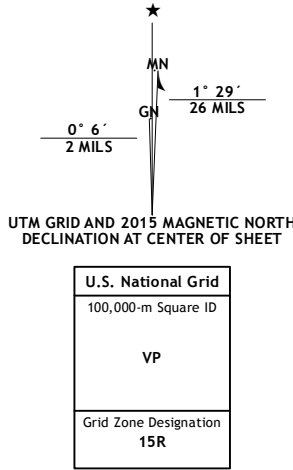 ★
MN
GN
1° 29´
26 MILS
0° 6´
2 MILS
UTM GRID AND 2015 MAGNETIC NORTH
DECLINATION AT CENTER OF SHEET
U.S. National Grid
100,000-m Square ID
VP
Grid Zone Designation
15R